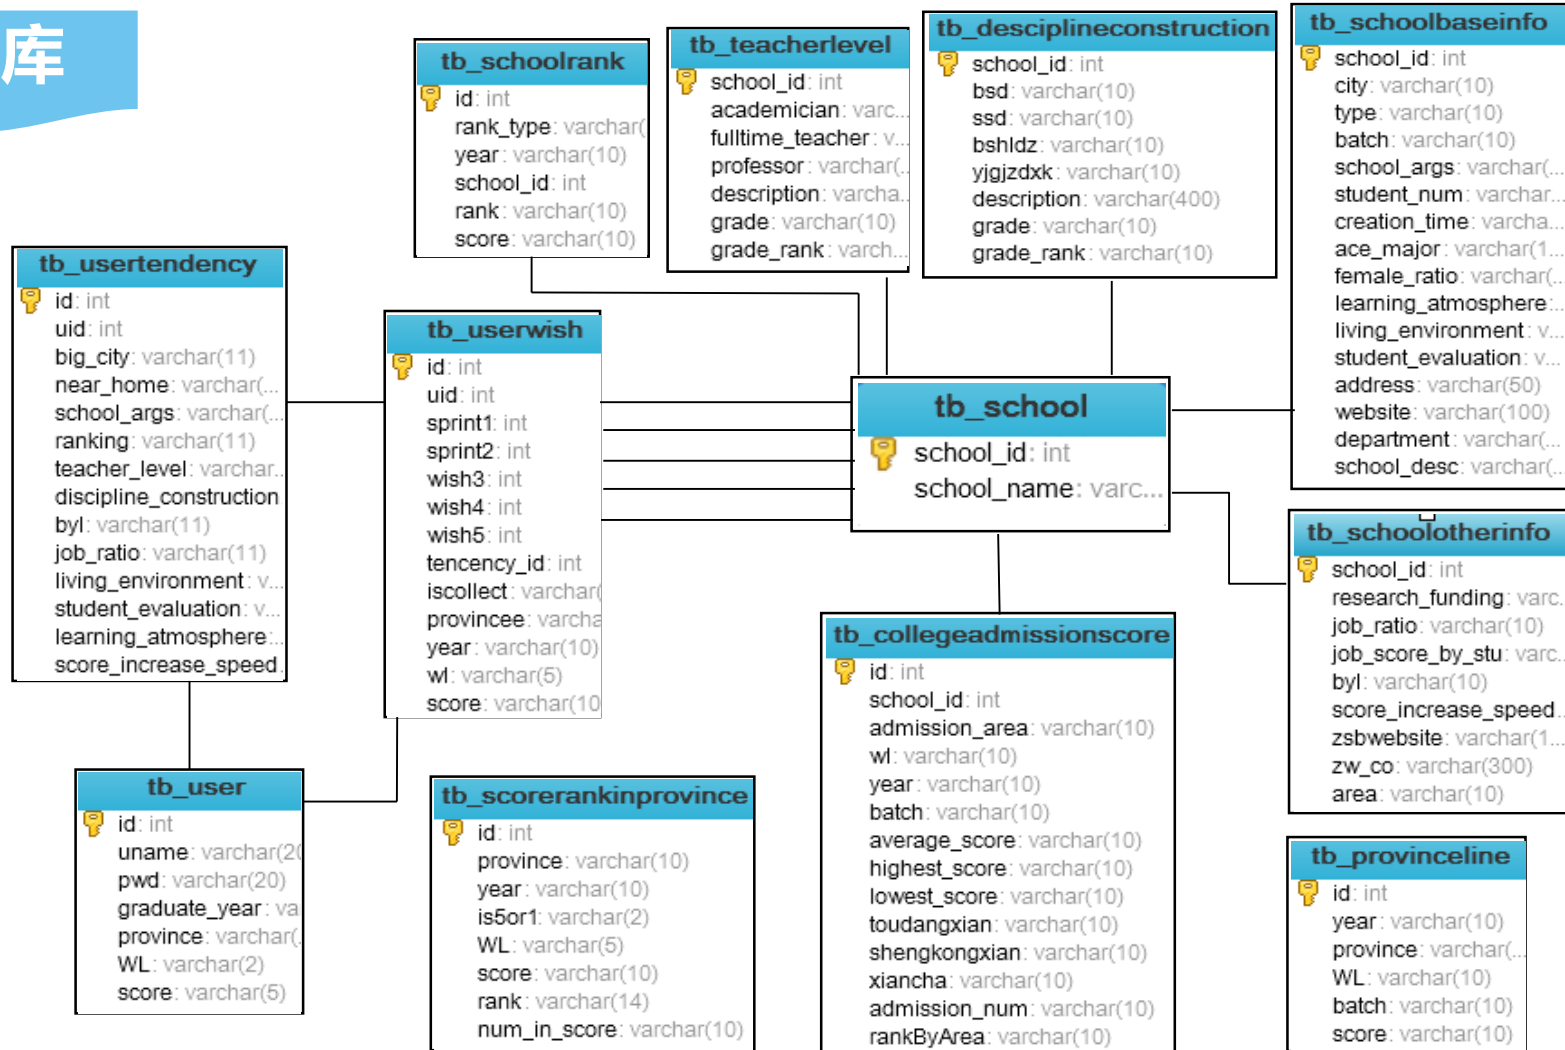 库
tb_schoolrank
id: int
rank_type: varchar(
year: varchar(10)
school_id: int
rank: varchar(10)
score: varchar(10)
tb_teacherlevel
school_id: int
academician: varc...
fulltime_teacher: v...
professor: varchar(..
description: varcha..
grade: varchar(10)
grade_rank: varch...
tb_desciplineconstruction
school_id: int
bsd: varchar(10)
ssd: varchar(10)
bshldz: varchar(10)
yjgjzdxk: varchar(10)
description: varchar(400)
grade: varchar(10)
grade_rank: varchar(10)
tb_schoolbaseinfo
school_id: int
city: varchar(10)
type: varchar(10)
batch: varchar(10)
school_args: varchar(...
student_num: varchar...
creation_time: varcha...
ace_major: varchar(1...
female_ratio: varchar(...
learning_atmosphere:...
living_environment: v...
student_evaluation: v...
address: varchar(50)
website: varchar(100)
department: varchar(...
school_desc: varchar(...
tb_usertendency
id: int
uid: int
big_city: varchar(11)
near_home: varchar(...
school_args: varchar(...
ranking: varchar(11)
teacher_level: varchar..
discipline_construction
byl: varchar(11)
job_ratio: varchar(11)
living_environment: v...
student_evaluation: v...
learning_atmosphere:..
score_increase_speed.
tb_userwish
id: int
uid: int
sprint1: int
sprint2: int
wish3: int
wish4: int
wish5: int
tencency_id: int
iscollect: varchar(
provincee: varcha
year: varchar(10)
wl: varchar(5)
score: varchar(10
tb_school
school_id: int
school_name: varc...
tb_schoolotherinfo
school_id: int
research_funding: varc.
job_ratio: varchar(10)
job_score_by_stu: varc..
byl: varchar(10)
score_increase_speed..
zsbwebsite: varchar(1...
zw_co: varchar(300)
area: varchar(10)
tb_collegeadmissionscore
id: int
school_id: int
admission_area: varchar(10)
wl: varchar(10)
year: varchar(10)
batch: varchar(10)
average_score: varchar(10)
highest_score: varchar(10)
lowest_score: varchar(10)
toudangxian: varchar(10)
shengkongxian: varchar(10)
xiancha: varchar(10)
admission_num: varchar(10)
rankByArea: varchar(10)
tb_user
id: int
uname: varchar(20
pwd: varchar(20)
graduate_year: va
province: varchar(.
WL: varchar(2)
score: varchar(5)
tb_scorerankinprovince
id: int
province: varchar(10)
year: varchar(10)
is5or1: varchar(2)
WL: varchar(5)
score: varchar(10)
rank: varchar(14)
num_in_score: varchar(10)
tb_provinceline
id: int
year: varchar(10)
province: varchar(...
WL: varchar(10)
batch: varchar(10)
score: varchar(10)